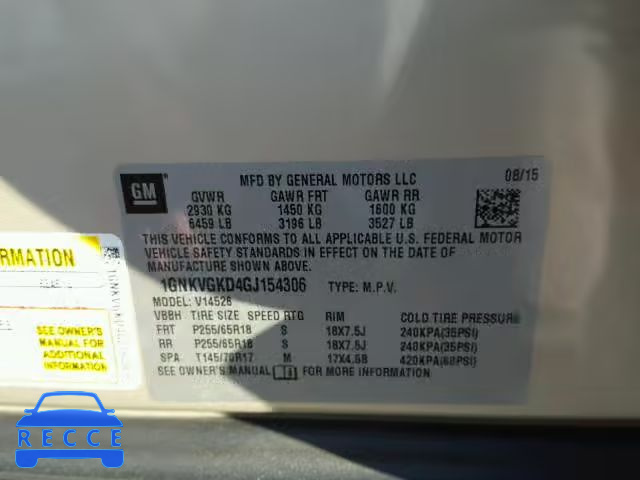 GM
MFD BY GENERAL MOTORS LLC
08/15
GVWR GAWR FRT GAWR RR
2930 KG 1450 KG 1600 KG
6459 LB 3196 LB 3527 LB
THIS VEHICLE CONFORMS TO ALL APPLICABLE U.S. FEDERAL MOTOR
VEHICLE SAFETY STANDARDS IN EFFECT ON THE DATE OF
MANUFACTURE SHOWN ABOVE.
1GNKVGKD4GJ154306 TYPE: M.P.V.
MODEL: V14526
VBBH TIRE SIZE SPEED RTG RIM COLD TIRE PRESSURE
FRT P255/65R18 S 18X7.5J 240KPA(35PSI)
RR P255/65R18 S 18X7.5J 240KPA(35PSI)
SPA T145/70R17 M 17X4.5B 420KPA(60PSI)
SEE OWNER'S MANUAL FOR MORE INFORMATION.
FORMATION
SEE OWNER'S
MANUAL FOR
ADDITIONAL
INFORMATION
RECCE